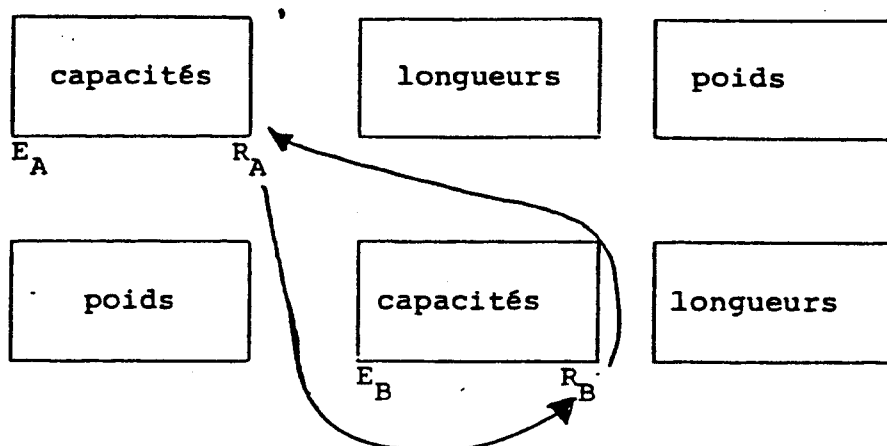 capacités longueurs poids
E_A R_A
poids capacités longueurs
E_B R_B